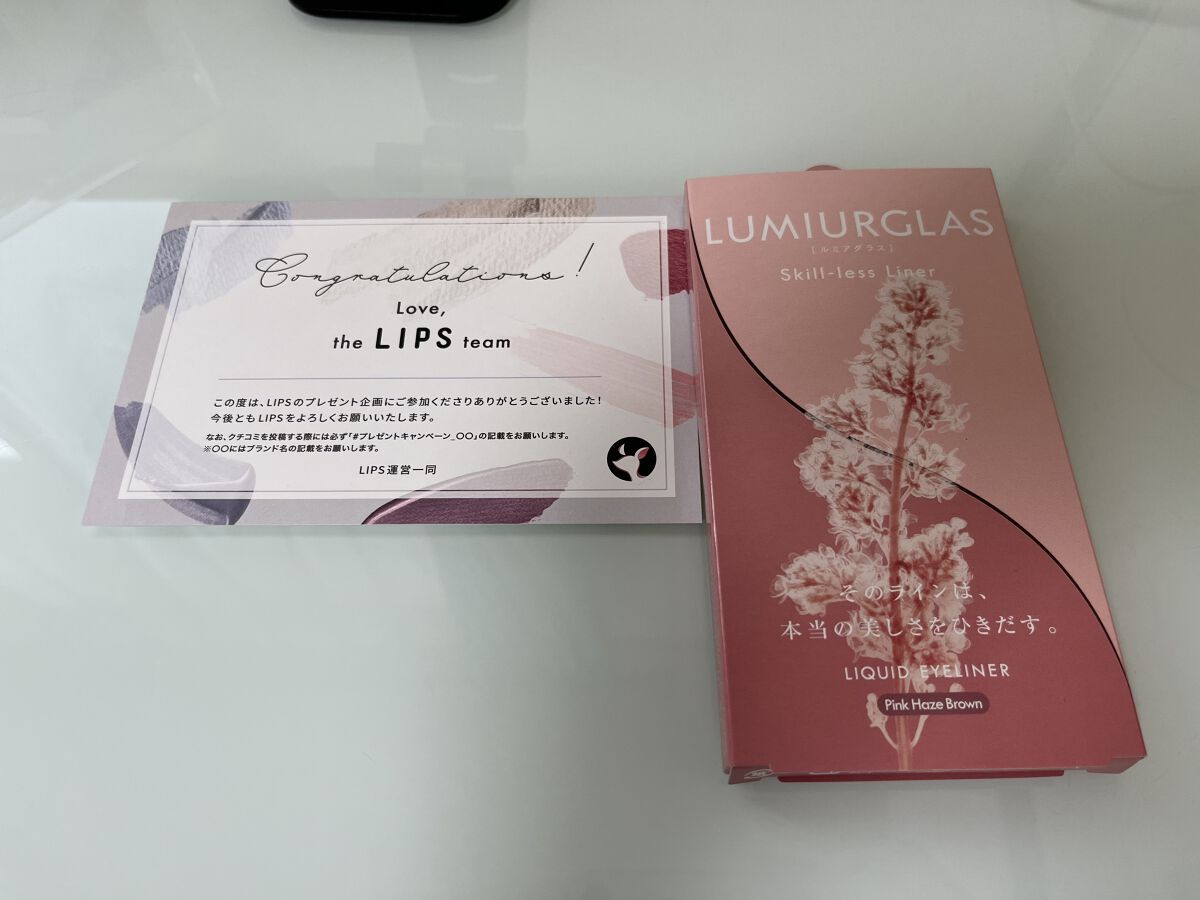 Congratulations!
Love,
the LIPS team
この度は、LIPSのプレゼント企画にご参加くださりありがとうございました！
今後ともLIPSをよろしくお願いいたします。
なお、クチコミを投稿する際には必ず「#プレゼントキャンペーン_〇〇」の記載をお願いします。
※〇〇にはブランド名の記載をお願いします。
LIPS運営一同
LUMIURGLAS
[ルミアグラス]
Skill-less Liner
そのラインは、
本当の美しさをひきだす。
LIQUID EYELINER
Pink Haze Brown